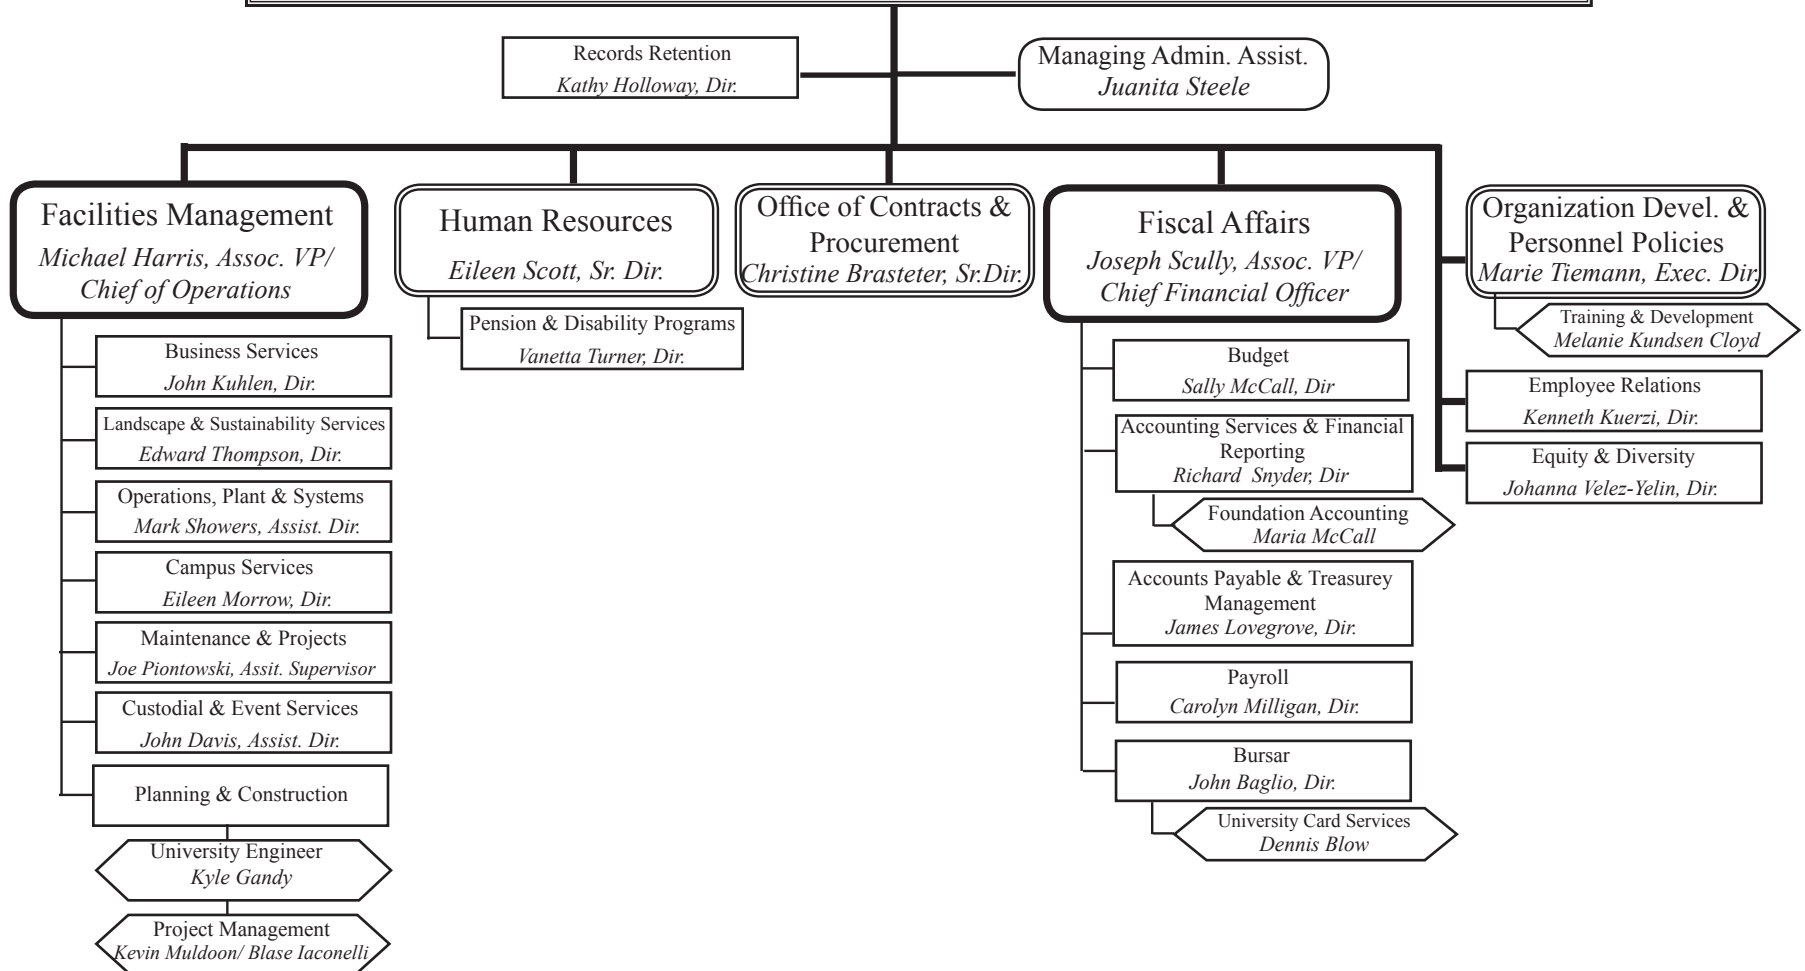 Records Retention
Kathy Holloway, Dir.
Managing Admin. Assist.
Juanita Steele
Facilities Management
Michael Harris, Assoc. VP/
Chief of Operations
Human Resources
Eileen Scott, Sr. Dir.
Office of Contracts &
Procurement
Christine Brasteter, Sr.Dir.
Fiscal Affairs
Joseph Scully, Assoc. VP/
Chief Financial Officer
Organization Devel. &
Personnel Policies
Marie Tiemann, Exec. Dir.
Business Services
John Kuhlen, Dir.
Landscape & Sustainability Services
Edward Thompson, Dir.
Operations, Plant & Systems
Mark Showers, Assist. Dir.
Campus Services
Eileen Morrow, Dir.
Maintenance & Projects
Joe Piontowski, Assit. Supervisor
Custodial & Event Services
John Davis, Assist. Dir.
Planning & Construction
University Engineer
Kyle Gandy
Project Management
Kevin Muldoon/ Blase Iaconelli
Pension & Disability Programs
Vanetta Turner, Dir.
Budget
Sally McCall, Dir
Accounting Services & Financial
Reporting
Richard  Snyder, Dir
Foundation Accounting
Maria McCall
Accounts Payable & Treasurey
Management
James Lovegrove, Dir.
Payroll
Carolyn Milligan, Dir.
Bursar
John Baglio, Dir.
University Card Services
Dennis Blow
Training & Development
Melanie Kundsen Cloyd
Employee Relations
Kenneth Kuerzi, Dir.
Equity & Diversity
Johanna Velez-Yelin, Dir.